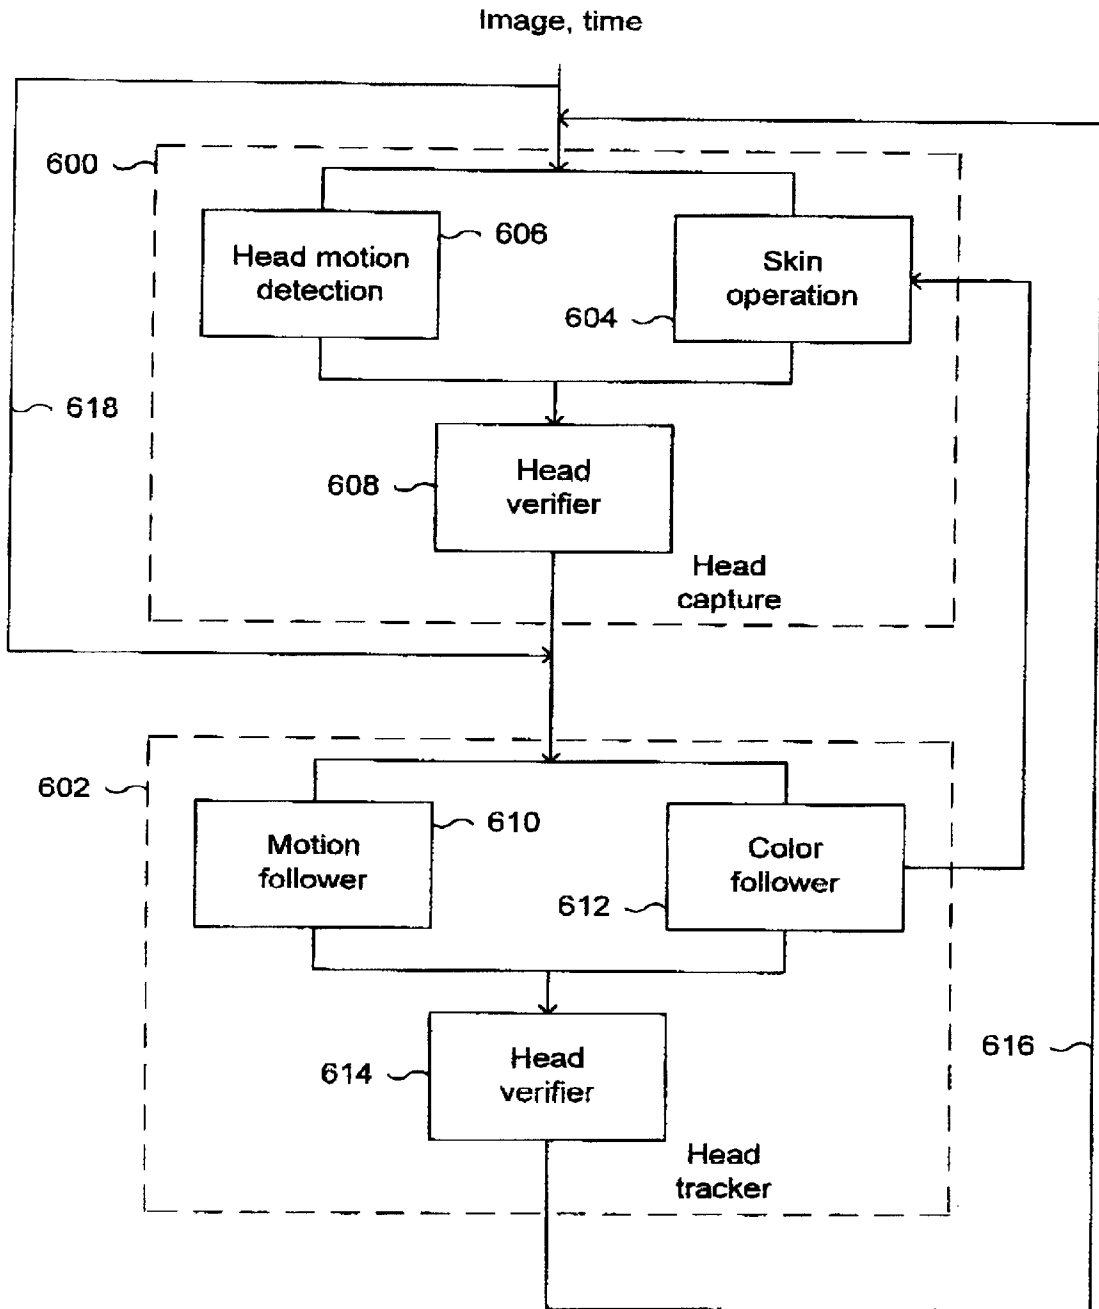 Image, time
600
Head motion
detection
606
Skin
operation
604
618
608
Head
verifier
Head
capture
602
Motion
follower
610
Color
follower
612
614
Head
verifier
616
Head
tracker